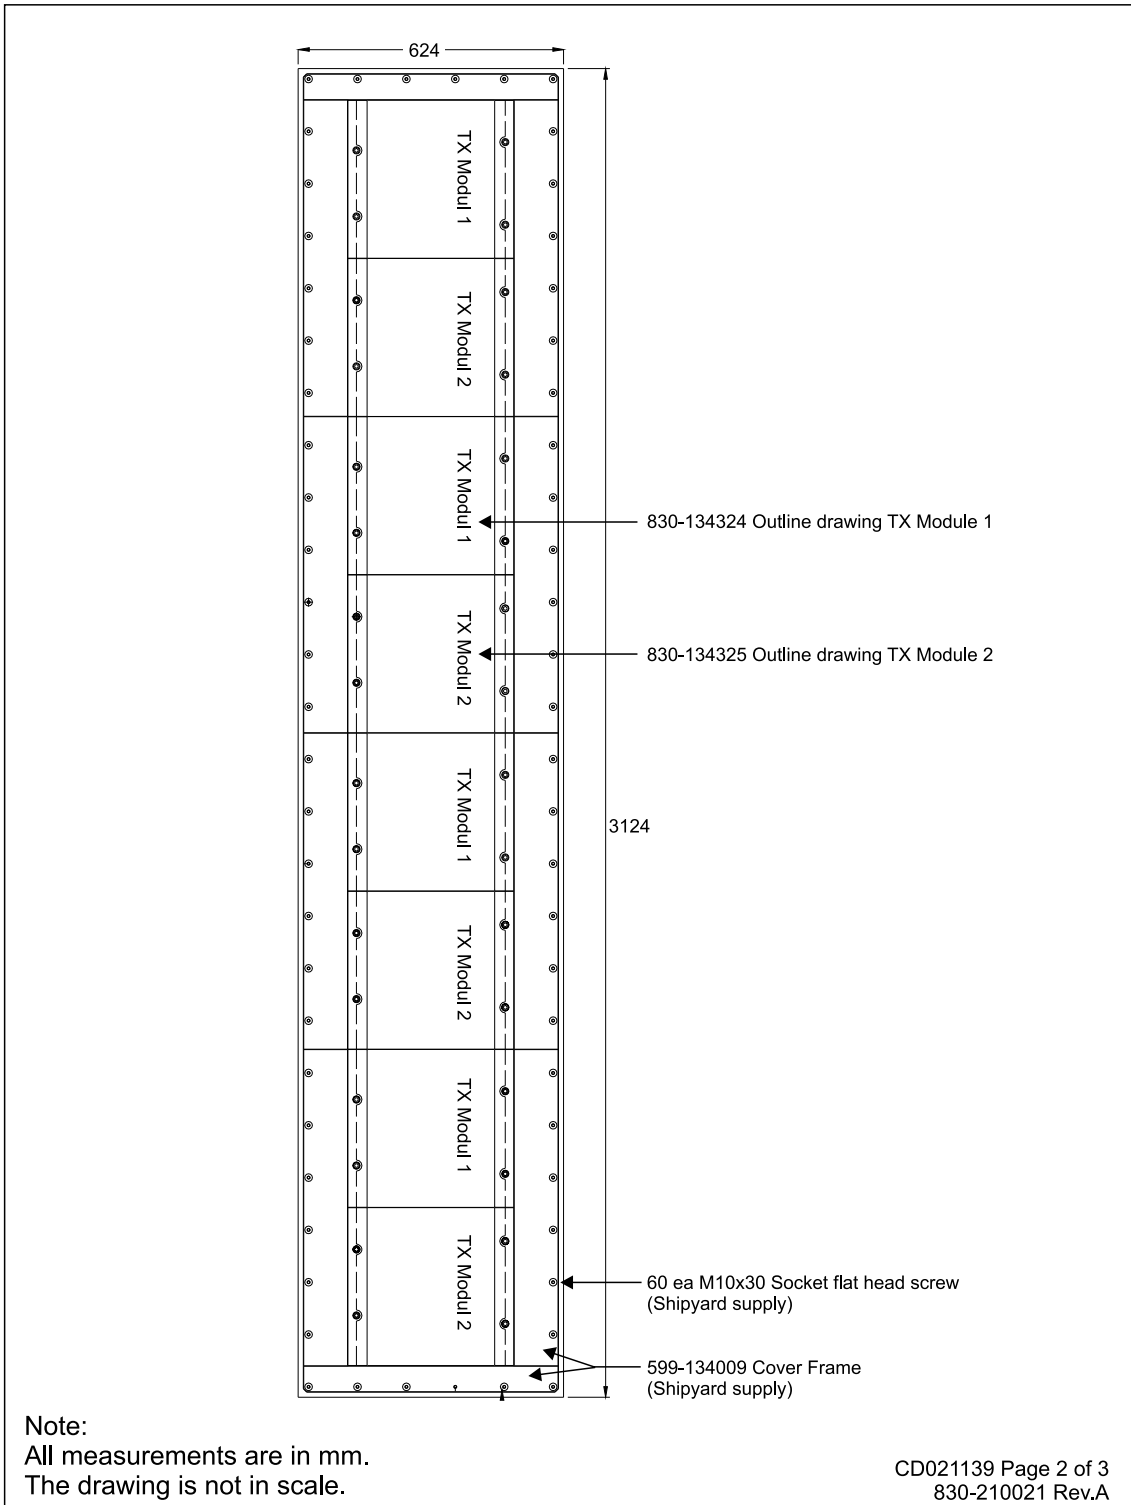 624
TX Modul 1
TX Modul 2
TX Modul 1
830-134324 Outline drawing TX Module 1
TX Modul 2
830-134325 Outline drawing TX Module 2
TX Modul 1
3124
TX Modul 2
TX Modul 1
TX Modul 2
60 ea M10x30 Socket flat head screw
(Shipyard supply)
599-134009 Cover Frame
(Shipyard supply)
Note:
All measurements are in mm.
The drawing is not in scale.
CD021139 Page 2 of 3
830-210021 Rev.A